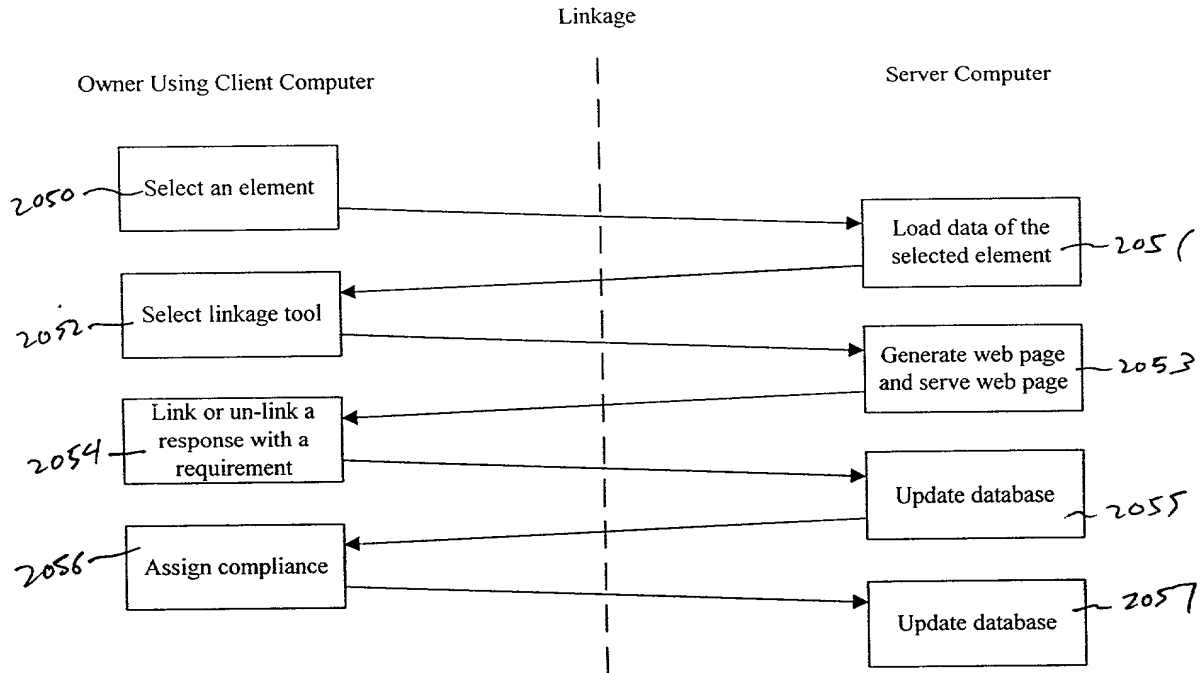 Linkage
Owner Using Client Computer
Server Computer
2050
Select an element
Load data of the
selected element
2051
2052
Select linkage tool
Generate web page
and serve web page
2053
2054
Link or un-link a
response with a
requirement
Update database
2055
2056
Assign compliance
Update database
2057